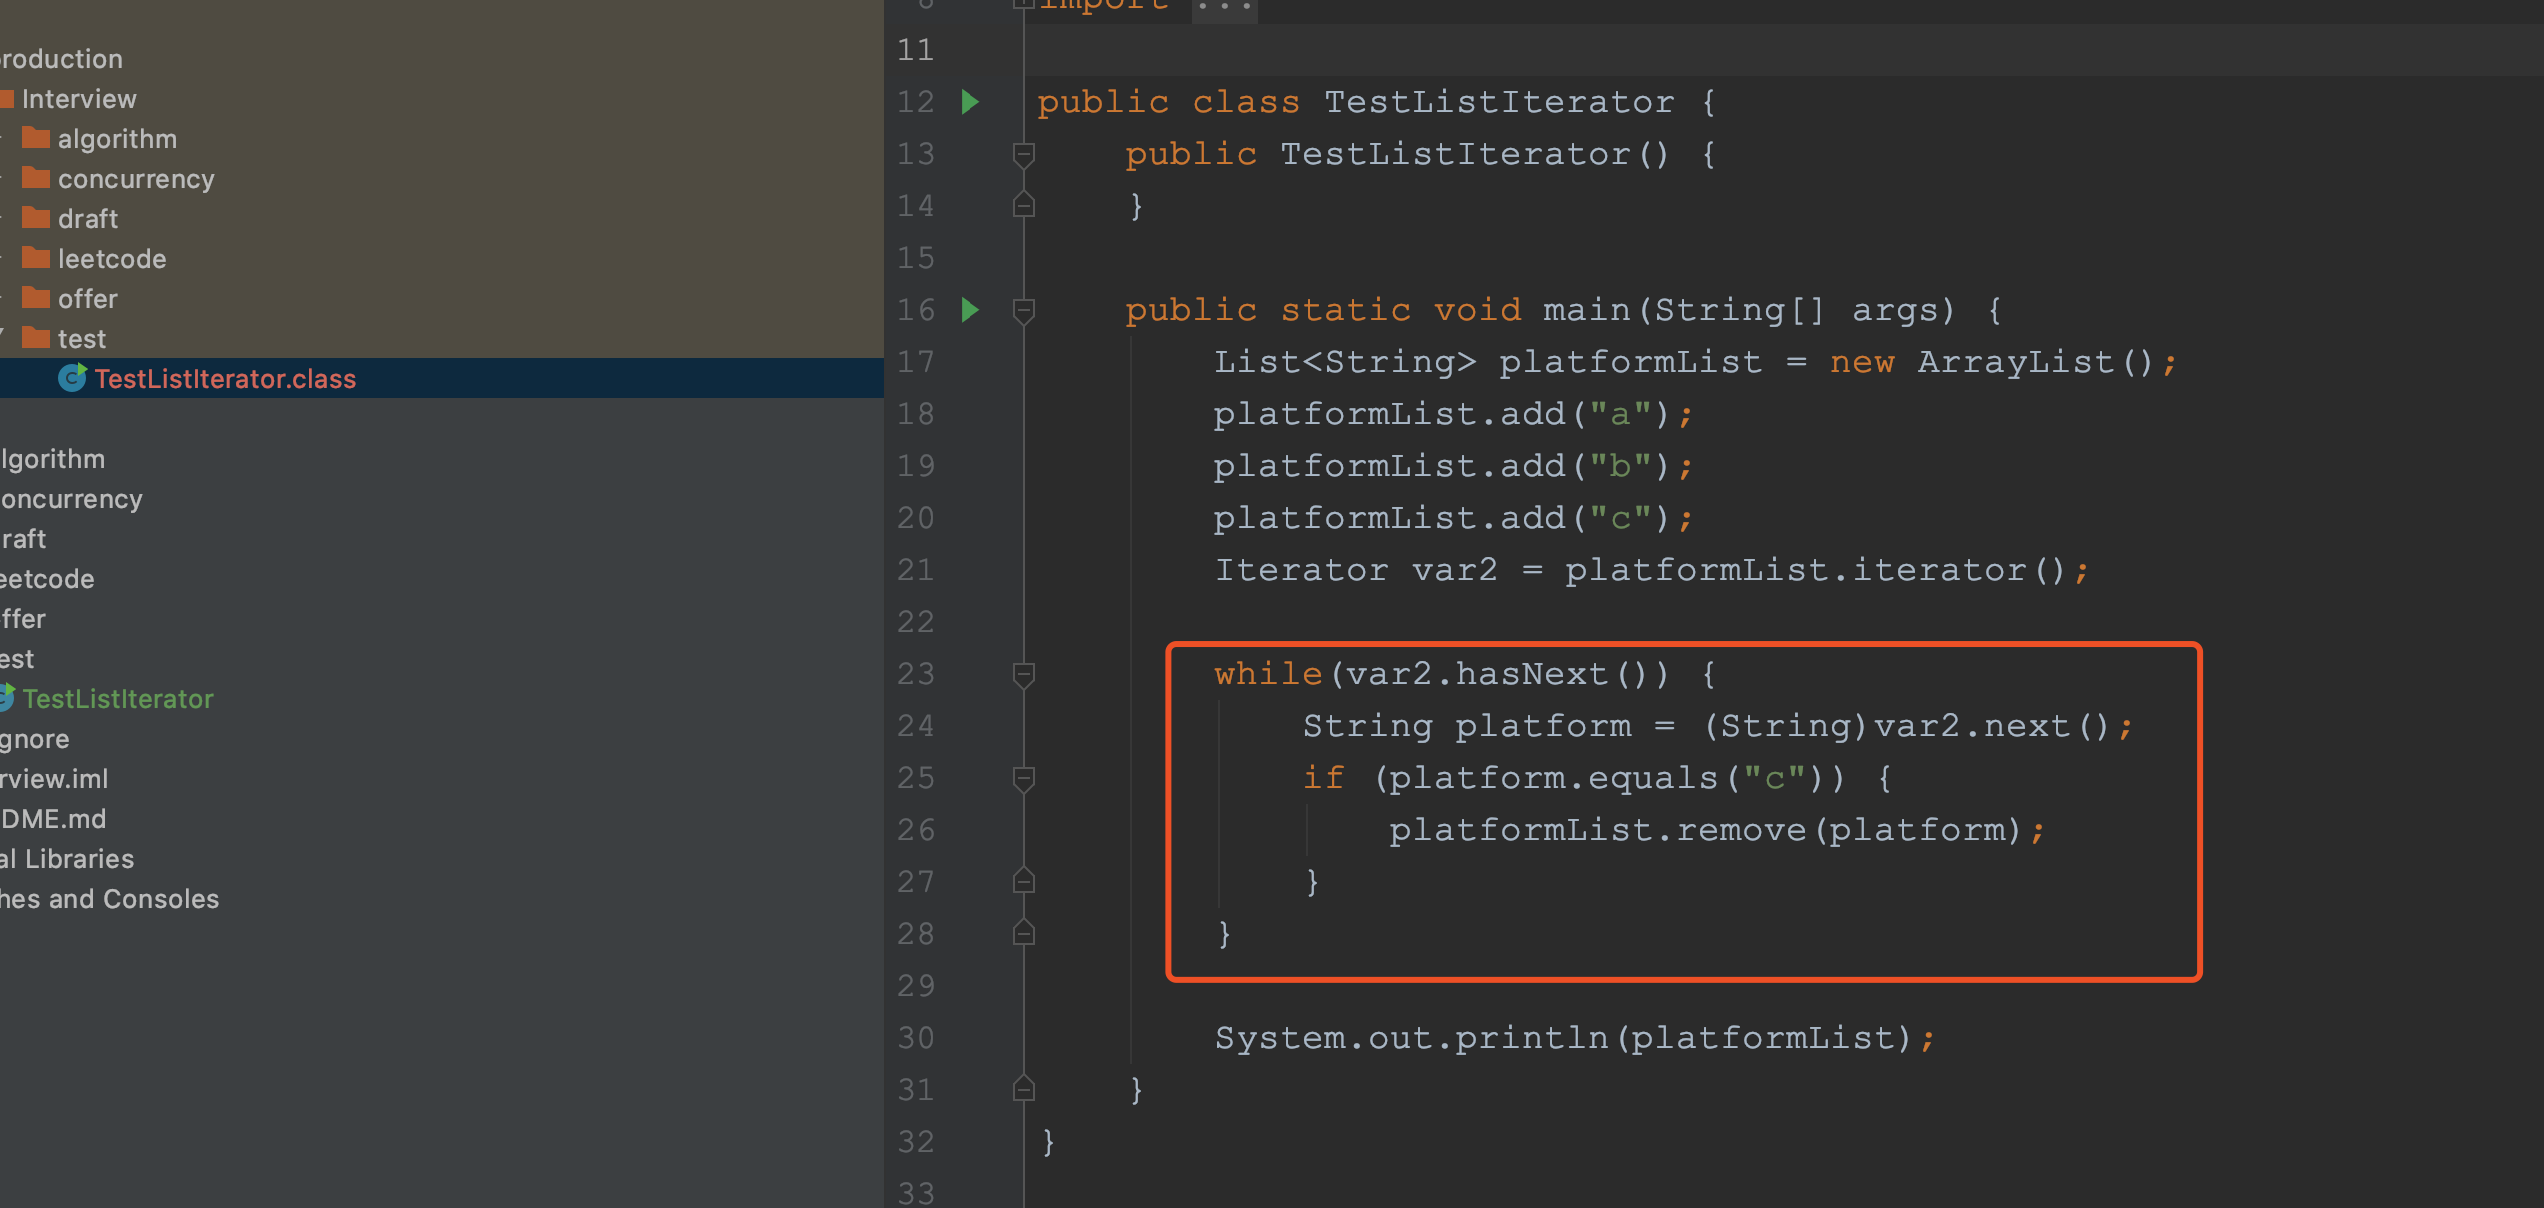 roduction
Interview
algorithm
concurrency
draft
leetcode
offer
test
TestListIterator.class
lgorithm
oncurrency
raft
eetcode
ffer
est
TestListIterator
gnore
rview.iml
DME.md
al Libraries
hes and Consoles
8 import ...
11
12 public class TestListIterator {
13 public TestListIterator() {
14 }
15
16 public static void main(String[] args) {
17 List<String> platformList = new ArrayList();
18 platformList.add("a");
19 platformList.add("b");
20 platformList.add("c");
21 Iterator var2 = platformList.iterator();
22
23 while(var2.hasNext()) {
24 String platform = (String)var2.next();
25 if (platform.equals("c")) {
26 platformList.remove(platform);
27 }
28 }
29
30 System.out.println(platformList);
31 }
32 }
33